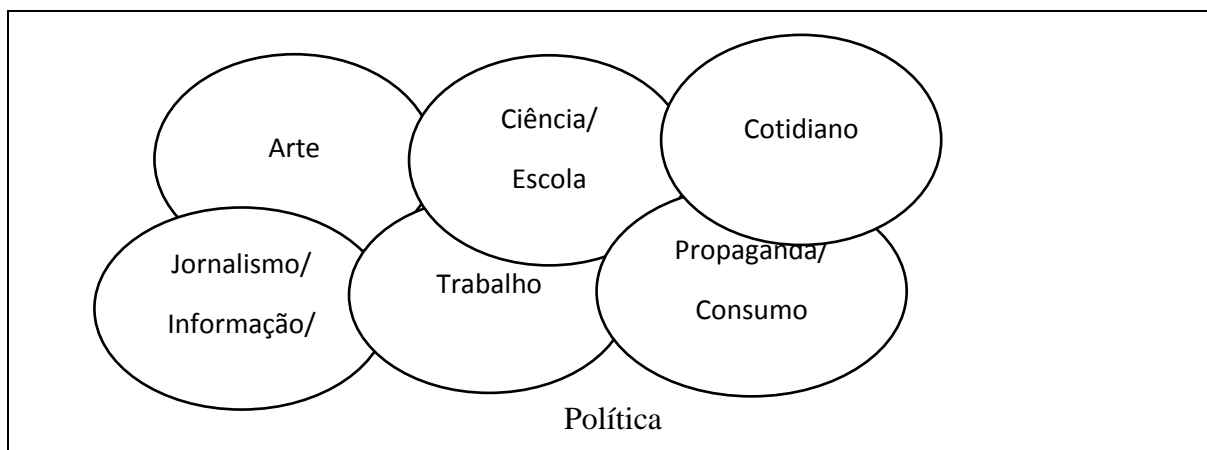 Arte
Ciência/
Escola
Cotidiano
Jornalismo/
Informação/
Trabalho
Propaganda/
Consumo
Política